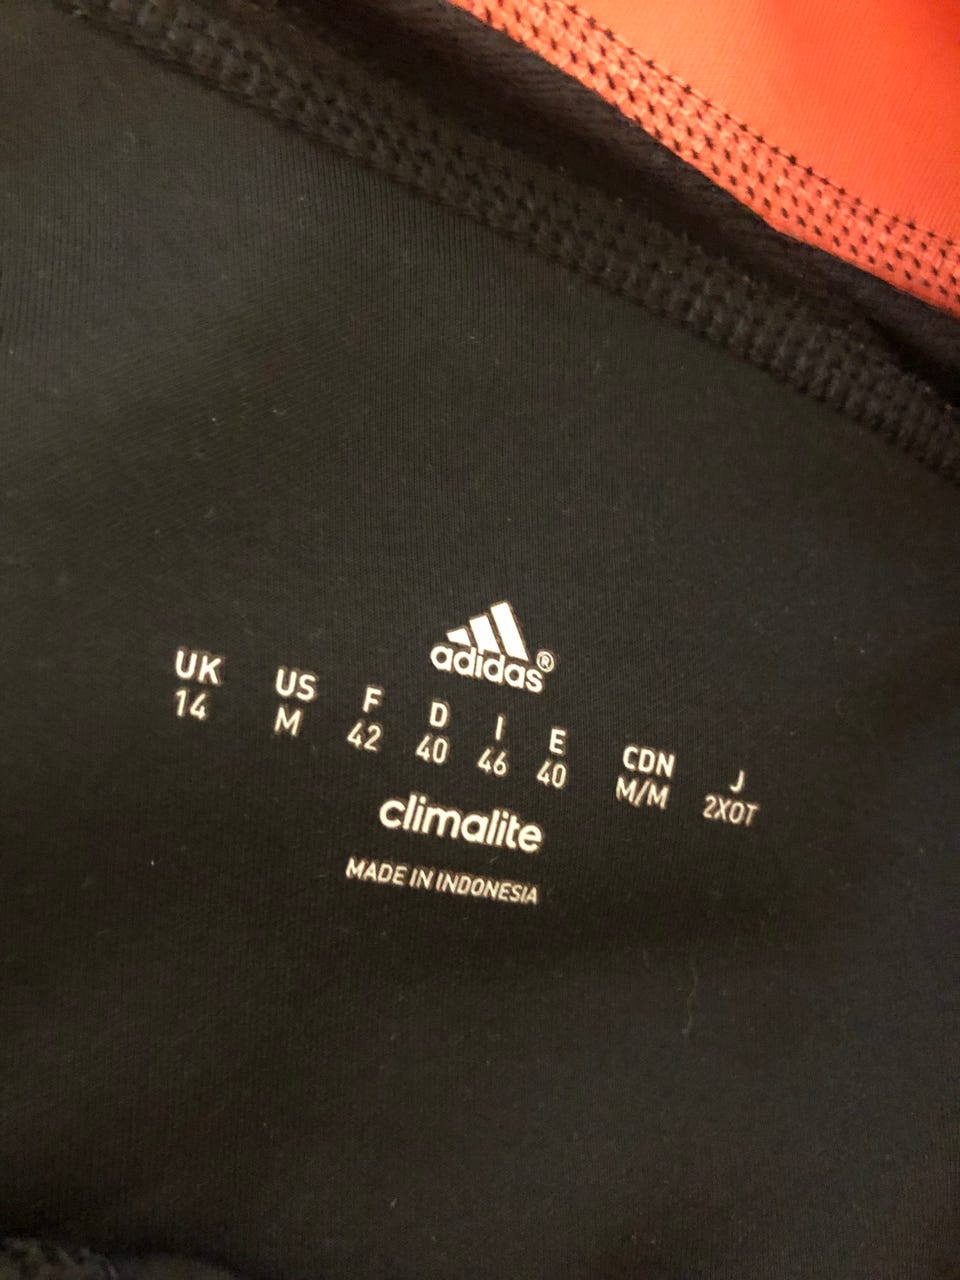 adidas®
UK US F D I E CDN J
14 M 42 40 46 40 M/M 2XOT
climalite
MADE IN INDONESIA